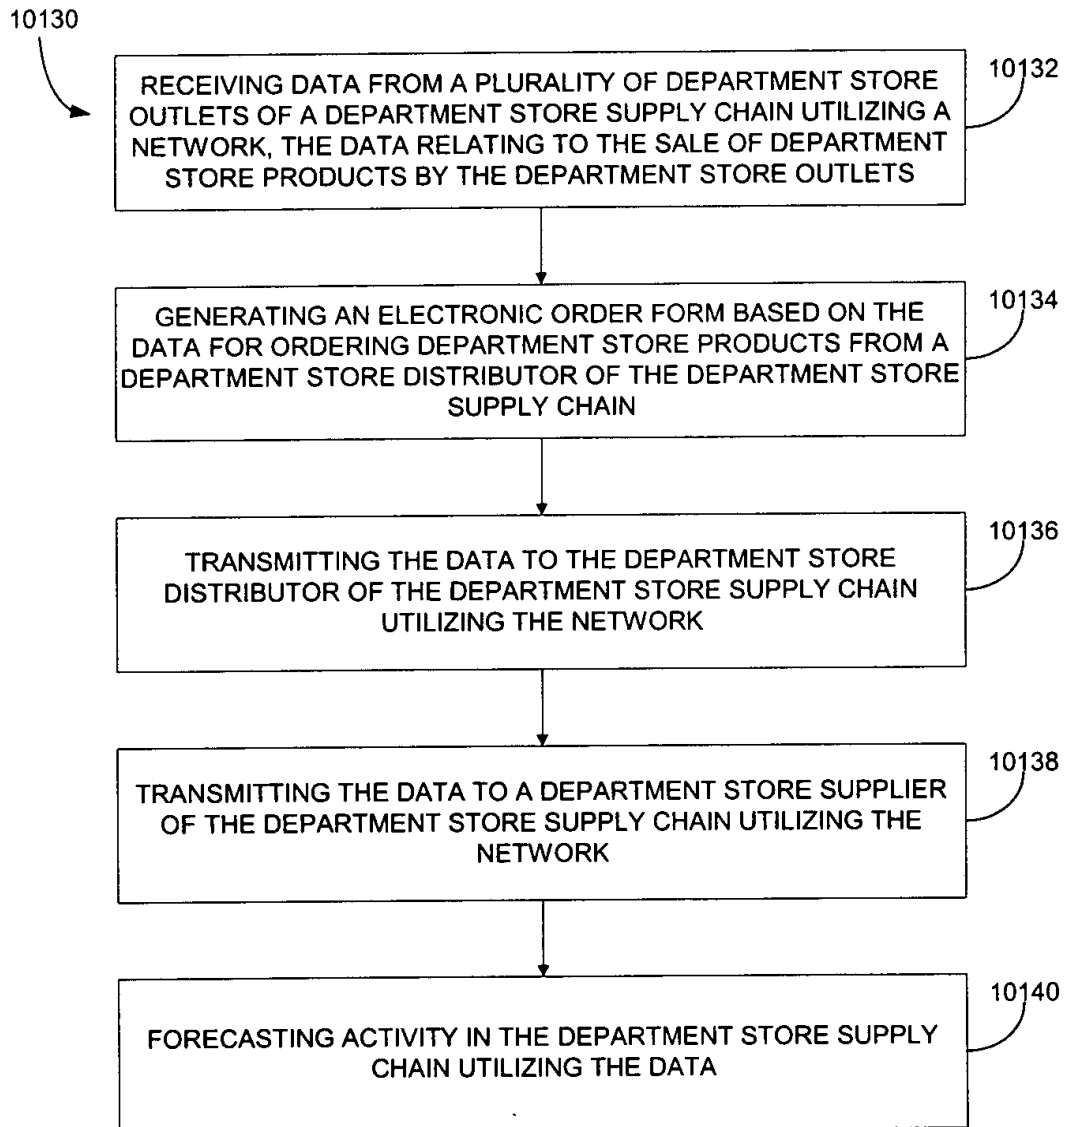 10130
RECEIVING DATA FROM A PLURALITY OF DEPARTMENT STORE
OUTLETS OF A DEPARTMENT STORE SUPPLY CHAIN UTILIZING A
NETWORK, THE DATA RELATING TO THE SALE OF DEPARTMENT
STORE PRODUCTS BY THE DEPARTMENT STORE OUTLETS
10132
GENERATING AN ELECTRONIC ORDER FORM BASED ON THE
DATA FOR ORDERING DEPARTMENT STORE PRODUCTS FROM A
DEPARTMENT STORE DISTRIBUTOR OF THE DEPARTMENT STORE
SUPPLY CHAIN
10134
TRANSMITTING THE DATA TO THE DEPARTMENT STORE
DISTRIBUTOR OF THE DEPARTMENT STORE SUPPLY CHAIN
UTILIZING THE NETWORK
10136
TRANSMITTING THE DATA TO A DEPARTMENT STORE SUPPLIER
OF THE DEPARTMENT STORE SUPPLY CHAIN UTILIZING THE
NETWORK
10138
FORECASTING ACTIVITY IN THE DEPARTMENT STORE SUPPLY
CHAIN UTILIZING THE DATA
10140